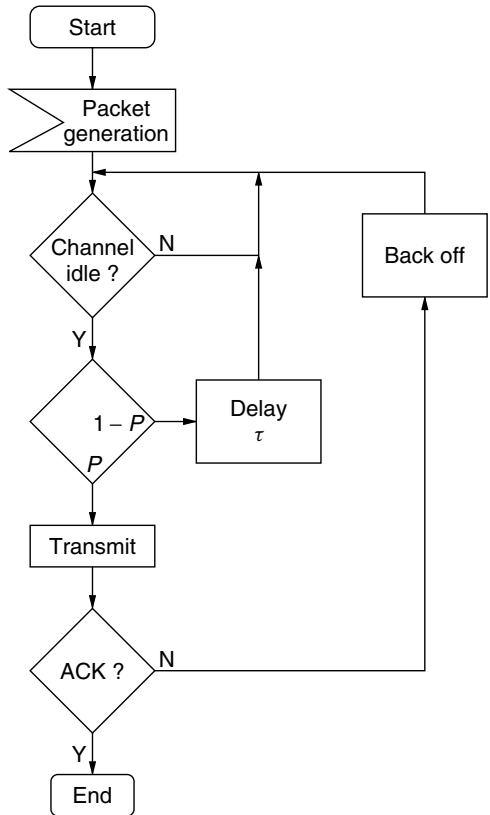 Start
Packet
generation
Channel
idle ?
N
Back off
Y
1 – P
Delay
τ
P
Transmit
ACK ?
N
Y
End